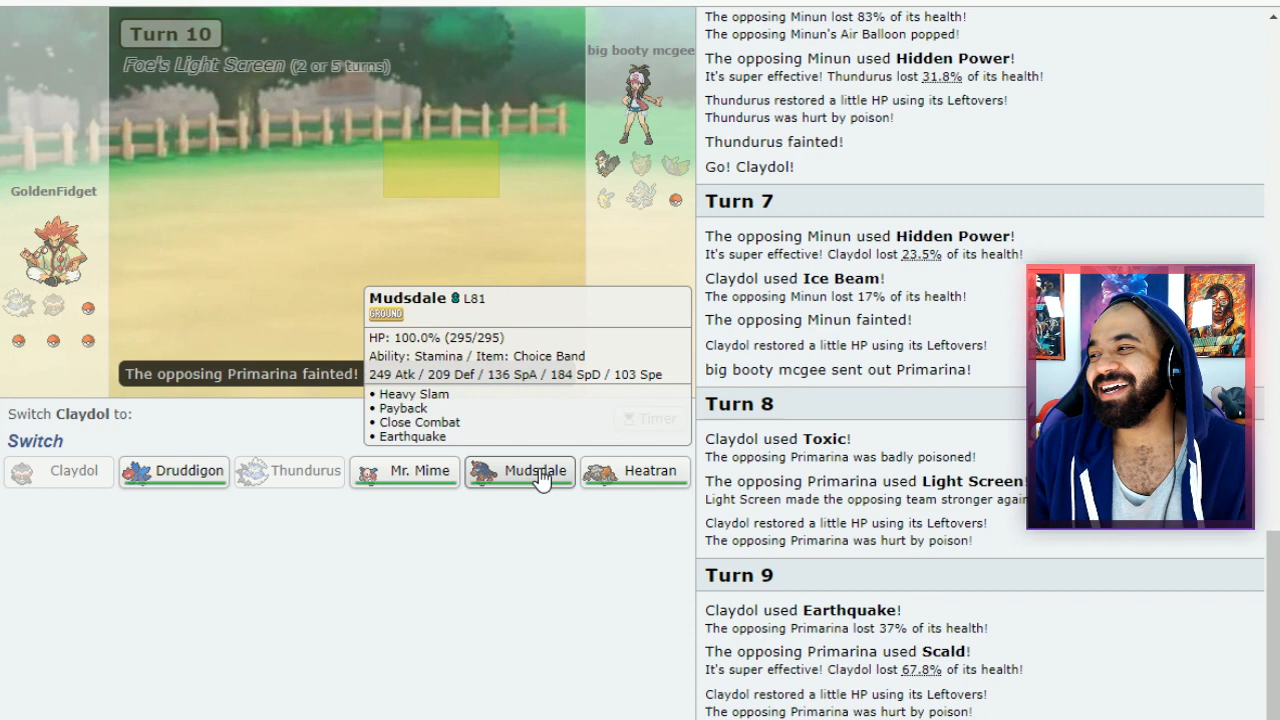 Turn 10
Foe's Light Screen (2 or 5 turns)
big booty mcgee
GoldenFidget
Mudsdale L81
GROUND
HP: 100.0% (295/295)
Ability: Stamina / Item: Choice Band
249 Atk / 209 Def / 136 SpA / 184 SpD / 103 Spe
• Heavy Slam
• Payback
• Close Combat
• Earthquake
The opposing Primarina fainted!
Switch Claydol to:
Timer
Switch
Claydol
Druddigon
Thundurus
Mr. Mime
Mudsdale
Heatran
The opposing Minun lost 83% of its health!
The opposing Minun's Air Balloon popped!
The opposing Minun used Hidden Power!
It's super effective! Thundurus lost 31.8% of its health!
Thundurus restored a little HP using its Leftovers!
Thundurus was hurt by poison!
Thundurus fainted!
Go! Claydol!
Turn 7
The opposing Minun used Hidden Power!
It's super effective! Claydol lost 23.5% of its health!
Claydol used Ice Beam!
The opposing Minun lost 17% of its health!
The opposing Minun fainted!
Claydol restored a little HP using its Leftovers!
big booty mcgee sent out Primarina!
Turn 8
Claydol used Toxic!
The opposing Primarina was badly poisoned!
The opposing Primarina used Light Screen!
Light Screen made the opposing team stronger again
Claydol restored a little HP using its Leftovers!
The opposing Primarina was hurt by poison!
Turn 9
Claydol used Earthquake!
The opposing Primarina lost 37% of its health!
The opposing Primarina used Scald!
It's super effective! Claydol lost 67.8% of its health!
Claydol restored a little HP using its Leftovers!
The opposing Primarina was hurt by poison!